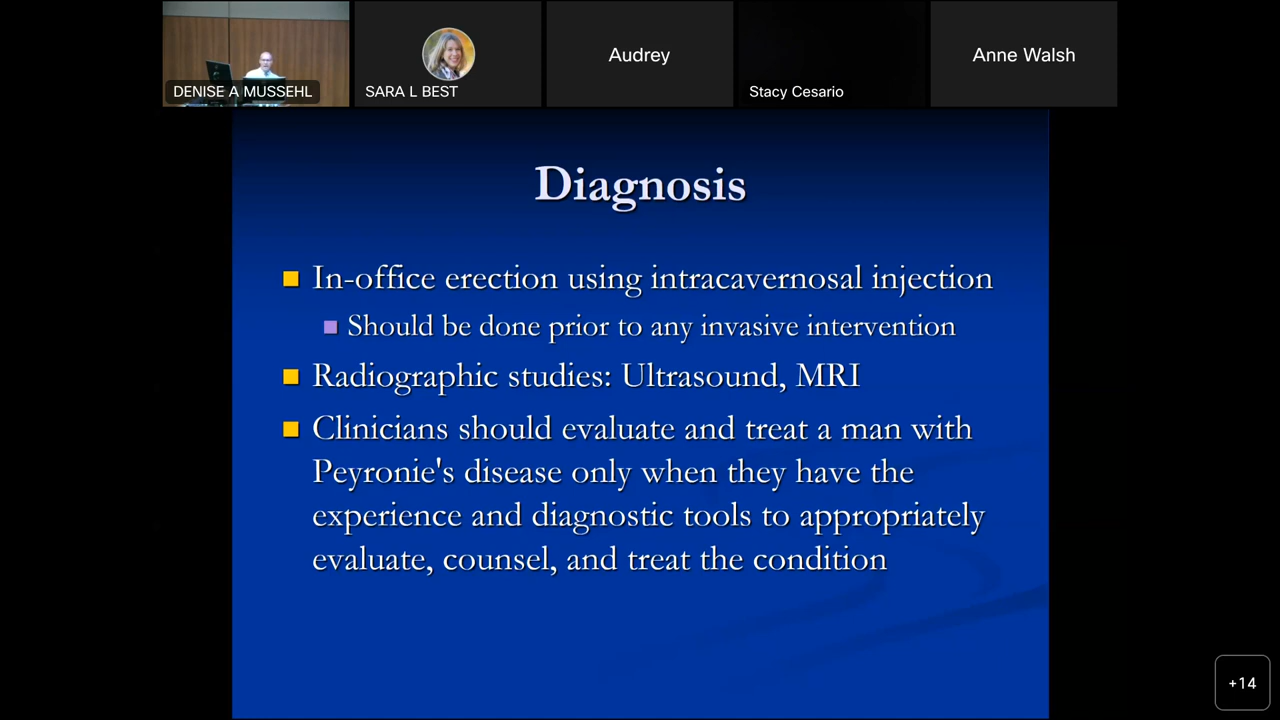 DENISE A MUSSEHL
SARA L BEST
Audrey
Stacy Cesario
Anne Walsh
Diagnosis
In-office erection using intracavernosal injection
Should be done prior to any invasive intervention
Radiographic studies: Ultrasound, MRI
Clinicians should evaluate and treat a man with
Peyronie's disease only when they have the
experience and diagnostic tools to appropriately
evaluate, counsel, and treat the condition
+14